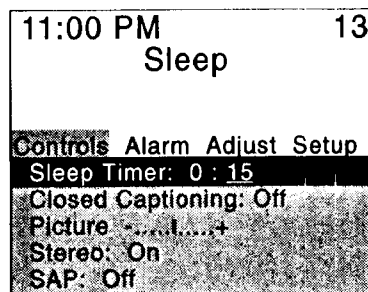 11:00 PM 13
Sleep
Controls Alarm Adjust Setup
Sleep Timer: 0 : 15
Closed Captioning: Off
Picture -.....I.....+
Stereo: On
SAP: Off